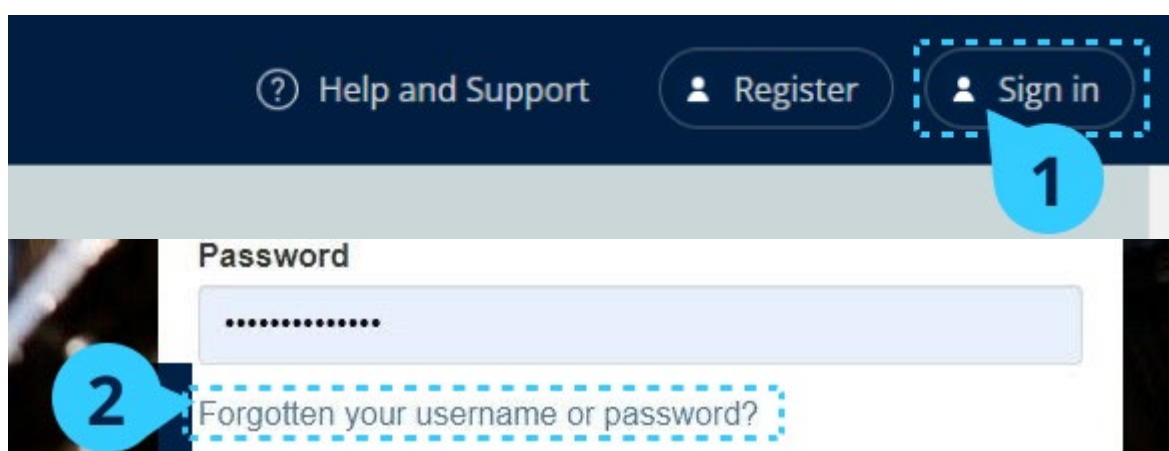 Help and Support Register Sign in
1
Password
2
Forgotten your username or password?